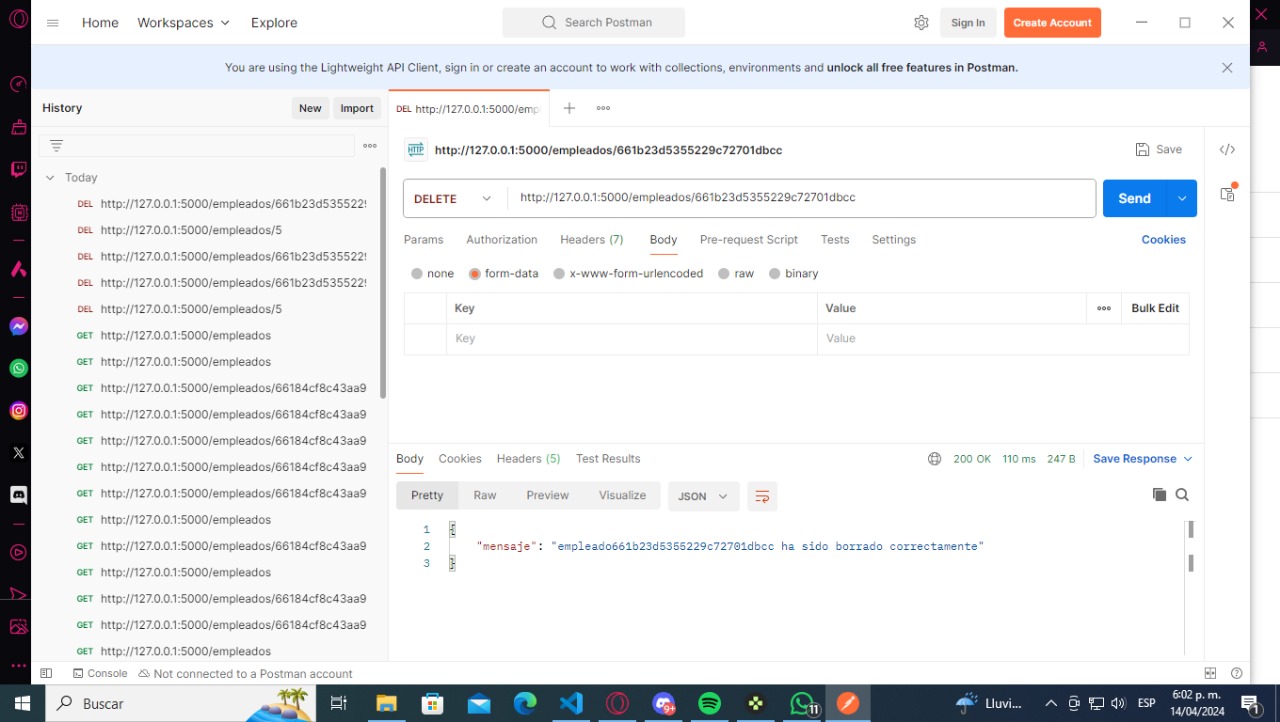 Home Workspaces Explore Search Postman Sign In Create Account
You are using the Lightweight API Client, sign in or create an account to work with collections, environments and unlock all free features in Postman.
History New Import DEL http://127.0.0.1:5000/emp
HTTP http://127.0.0.1:5000/empleados/661b23d5355229c72701dbcc Save
Today
DELETE http://127.0.0.1:5000/empleados/661b23d5355229c72701dbcc Send
DEL http://127.0.0.1:5000/empleados/661b23d535522
DEL http://127.0.0.1:5000/empleados/5
DEL http://127.0.0.1:5000/empleados/661b23d535522
DEL http://127.0.0.1:5000/empleados/661b23d535522
DEL http://127.0.0.1:5000/empleados/5
GET http://127.0.0.1:5000/empleados
GET http://127.0.0.1:5000/empleados
GET http://127.0.0.1:5000/empleados/66184cf8c43aa9
GET http://127.0.0.1:5000/empleados/66184cf8c43aa9
GET http://127.0.0.1:5000/empleados/66184cf8c43aa9
GET http://127.0.0.1:5000/empleados/66184cf8c43aa9
GET http://127.0.0.1:5000/empleados/66184cf8c43aa9
GET http://127.0.0.1:5000/empleados
GET http://127.0.0.1:5000/empleados/66184cf8c43aa9
GET http://127.0.0.1:5000/empleados
GET http://127.0.0.1:5000/empleados/66184cf8c43aa9
GET http://127.0.0.1:5000/empleados/66184cf8c43aa9
GET http://127.0.0.1:5000/empleados
Params Authorization Headers (7) Body Pre-request Script Tests Settings Cookies
none form-data x-www-form-urlencoded raw binary
Key Value Bulk Edit
Key Value
Body Cookies Headers (5) Test Results 200 OK 110 ms 247 B Save Response
Pretty Raw Preview Visualize JSON
1 {
2 "mensaje": "empleado661b23d5355229c72701dbcc ha sido borrado correctamente"
3 }
Console Not connected to a Postman account
Buscar 9+ 11 Lluvi... ESP 6:02 p. m. 1
14/04/2024